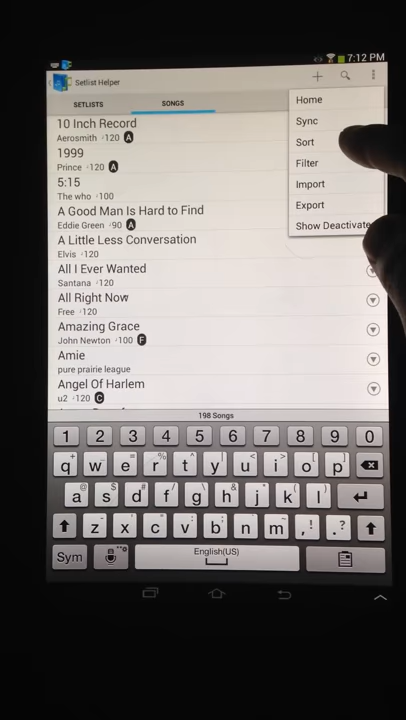 7:12 PM
Setlist Helper
SETLISTS SONGS
Home
Sync
Sort
Filter
Import
Export
Show Deactivate
10 Inch Record
Aerosmith -120 A
1999
Prince -120 A
5:15
The who -100
A Good Man Is Hard to Find
Eddie Green -90 A
A Little Less Conversation
Elvis -120
All I Ever Wanted
Santana -120
All Right Now
Free -120
Amazing Grace
John Newton -100 F
Amie
pure prairie league
Angel Of Harlem
u2 -120 C
198 Songs
1 2 3 4 5 6 7 8 9 0
q w e r t y u i o p
a s d f g h j k l
z x c v b n m , ! . ?
Sym English(US)